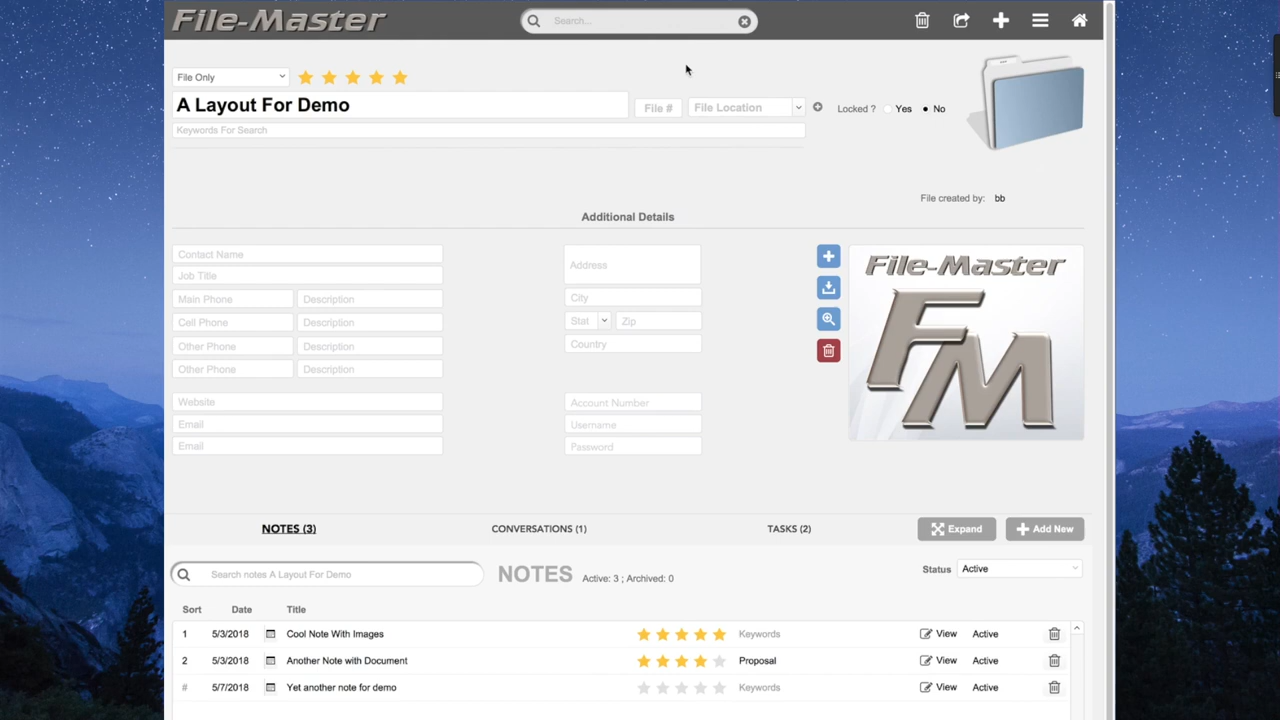 File-Master
Search...
File Only
A Layout For Demo
File #
File Location
Locked ?
Yes
No
Keywords For Search
File created by: bb
Additional Details
Contact Name
Job Title
Main Phone
Description
Cell Phone
Description
Other Phone
Description
Other Phone
Description
Website
Email
Email
Address
City
Stat
Zip
Country
Account Number
Username
Password
File-Master
FM
NOTES (3)
CONVERSATIONS (1)
TASKS (2)
Expand
Add New
Search notes A Layout For Demo
NOTES Active: 3 ; Archived: 0
Status
Active
Sort Date Title
1 5/3/2018 Cool Note With Images Keywords View Active
2 5/3/2018 Another Note with Document Proposal View Active
# 5/7/2018 Yet another note for demo Keywords View Active